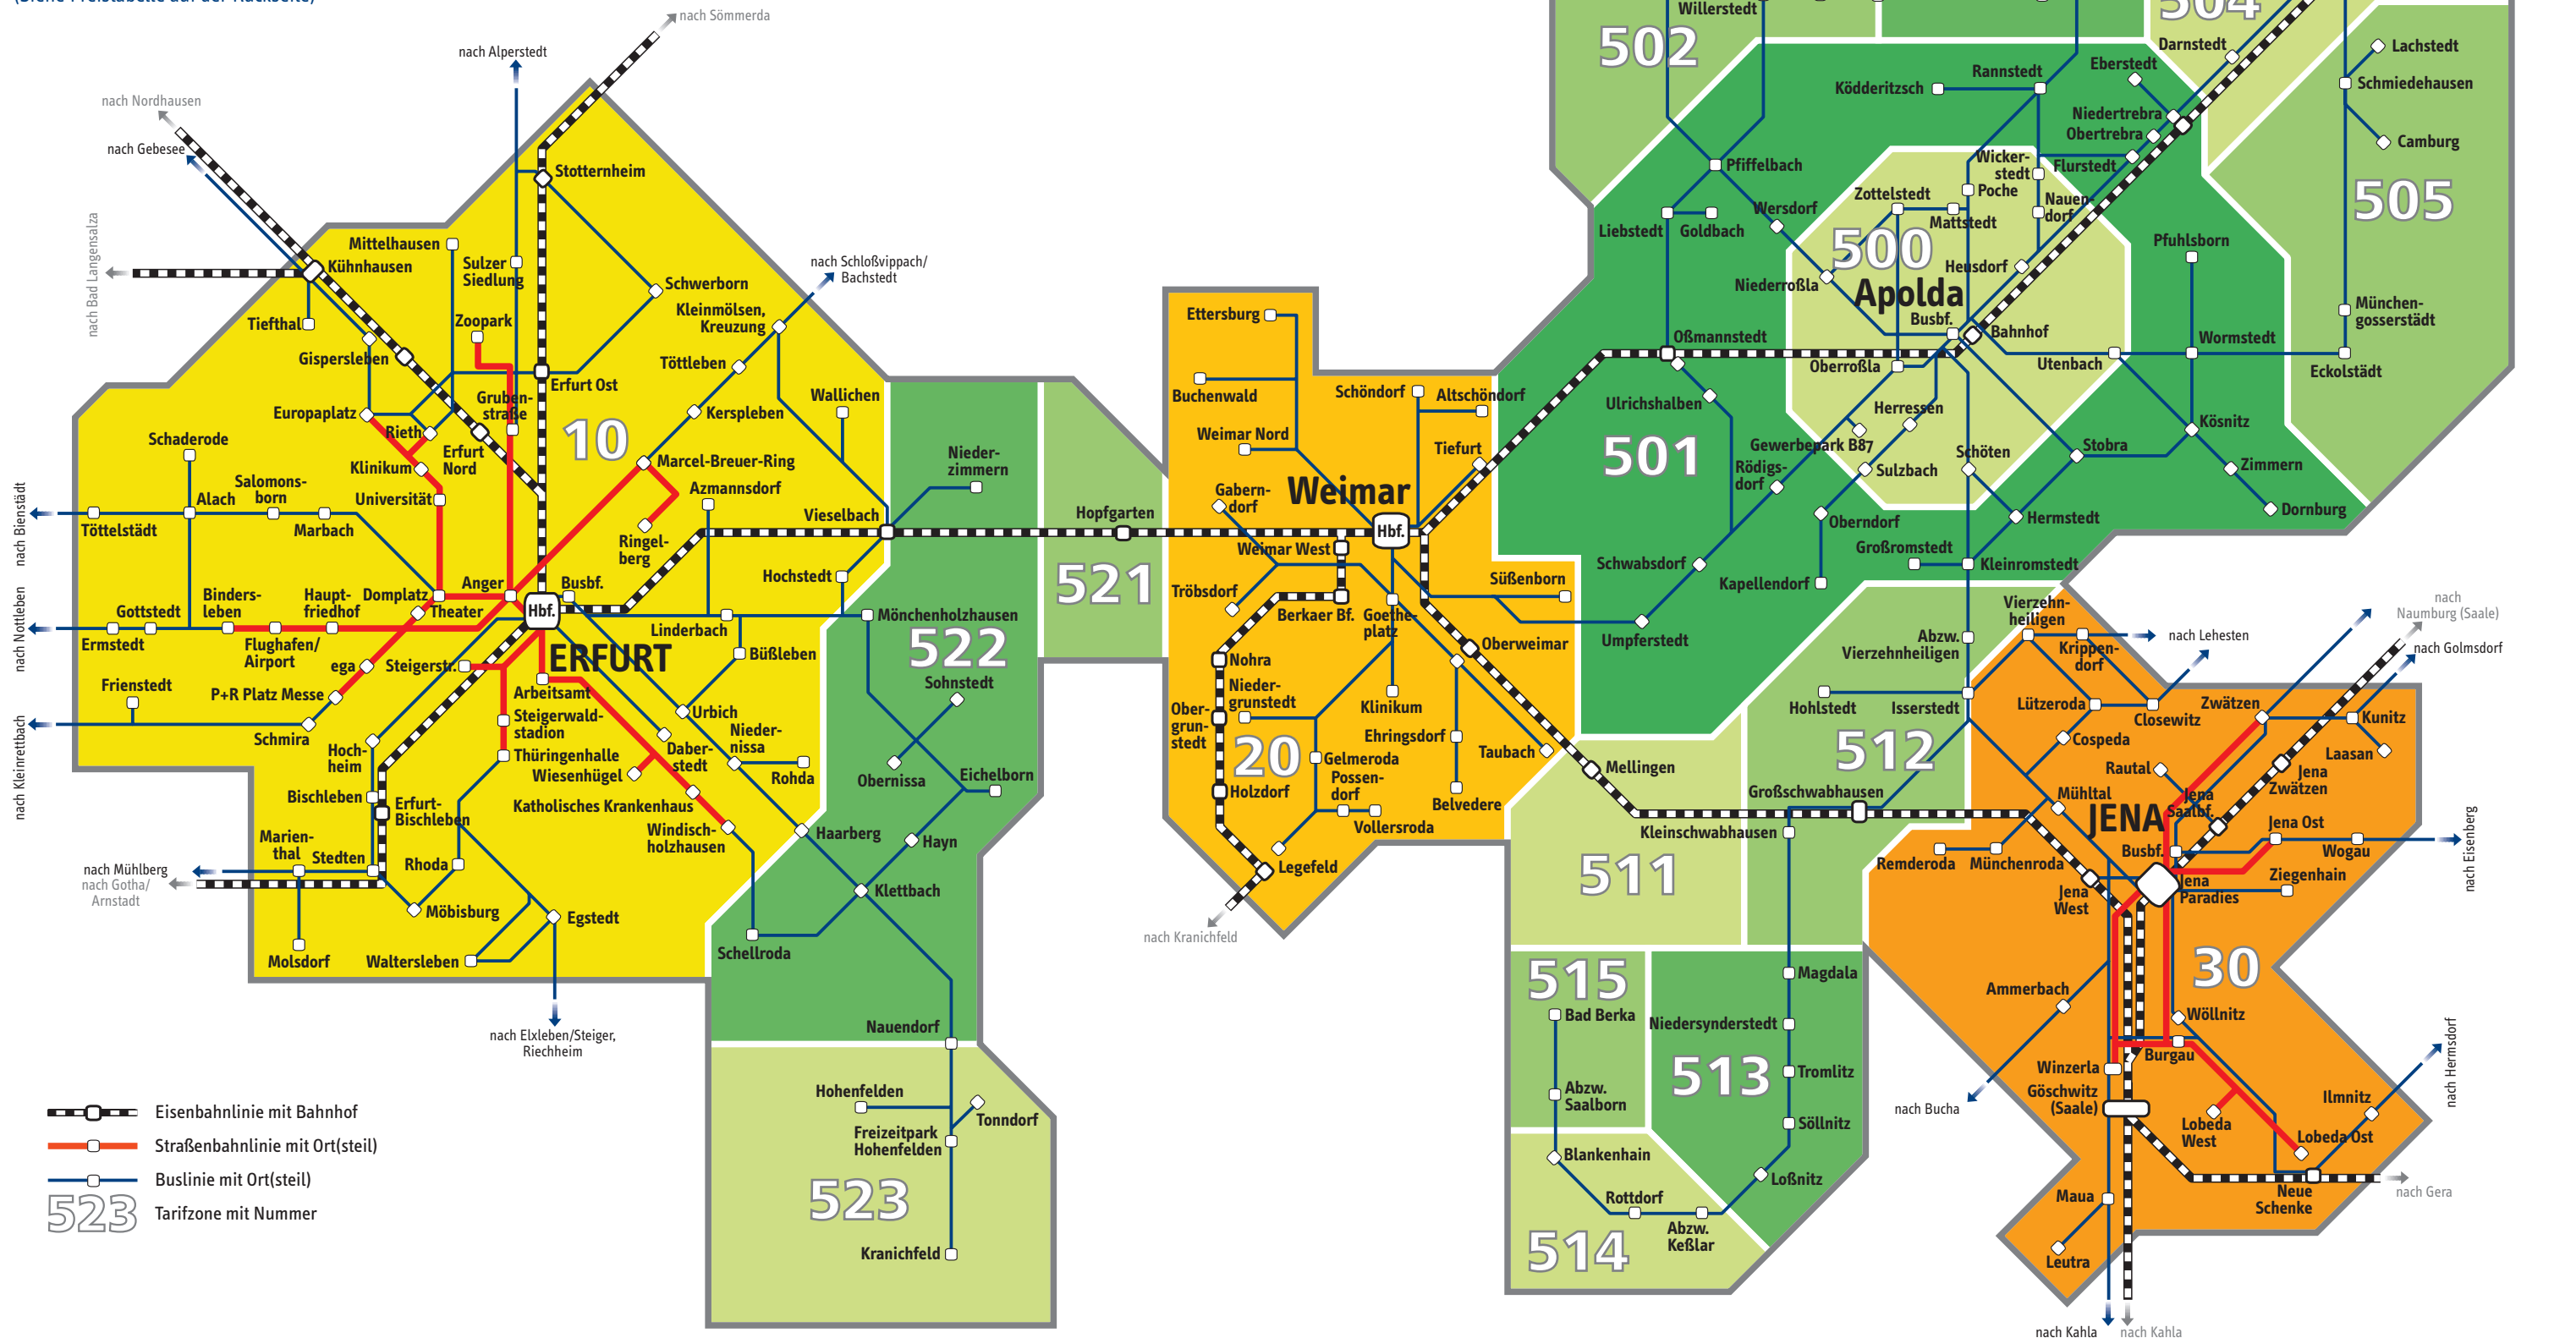 nach Sömmerda
nach Alperstedt
nach Nordhausen
nach Gebesee
nach Bad Langensalza
Stotternheim
Mittelhausen
Kühnhausen
Sulzer
Siedlung
nach Schloßvippach/
Bachstedt
Schwerborn
Tiefthal
Zoopark
Kleinmölsen,
Kreuzung
Gispersleben
Töttleben
Erfurt Ost
Gruben-
straße
Wallichen
Europaplatz
Kerspleben
10
Rieth
Schaderode
Erfurt
Nord
Klinikum
Marcel-Breuer-Ring
Nieder-
zimmern
Salomons-
born
Alach
Universität
Azmannsdorf
nach Bienstädt
Töttelstädt
Marbach
Vieselbach
Hopfgarten
Ringel-
berg
Hochstedt
521
nach Nottleben
Gottstedt
Binders-
leben
Haupt-
friedhof
Domplatz
Anger
Busbf.
Hbf.
Theater
Ermstedt
Flughafen/
Airport
Linderbach
Mönchenholzhausen
522
ega
Steigerstr.
ERFURT
Büßleben
Frienstedt
P+R Platz Messe
Arbeitsamt
Sohnstedt
Schmira
nach Kleinrettbach
Steigerwald-
stadion
Urbich
Nieder-
nissa
Hoch-
heim
Thüringenhalle
Wiesenhügel
Daber-
stedt
Rohda
Obernissa
Eichelborn
Bischleben
Erfurt-
Bischleben
Katholisches Krankenhaus
Windisch-
holzhausen
Haarberg
Hayn
Marien-
thal
Stedten
Rhoda
nach Mühlberg
nach Gotha/
Arnstadt
Klettbach
Möbisburg
Egstedt
Molsdorf
Waltersleben
Schellroda
nach Elxleben/Steiger,
Riechheim
Nauendorf
Hohenfelden
Tonndorf
Freizeitpark
Hohenfelden
523
Kranichfeld
Eisenbahnlinie mit Bahnhof
Straßenbahnlinie mit Ort(steil)
Buslinie mit Ort(steil)
523
Tarifzone mit Nummer
Ettersburg
Buchenwald
Schöndorf
Altschöndorf
Weimar Nord
Tiefurt
Weimar
Gabern-
dorf
Hbf.
Weimar West
Tröbsdorf
Berkaer Bf.
Goethe-
platz
Süßenborn
Oberweimar
Umpferstedt
Nohra
Nieder-
grunstedt
Klinikum
Ober-
grun-
stedt
20
Ehringsdorf
Taubach
Gelmeroda
Possen-
dorf
Holzdorf
Belvedere
Vollersroda
Legefeld
nach Kranichfeld
Mellingen
Willerstedt
502
504
Darnstedt
Lachstedt
Schmiedehausen
Camburg
505
München-
gosserstädt
Eckolstädt
Rannstedt
Eberstedt
Ködderitzsch
Niedertrebra
Obertrebra
Pfiffelbach
Wicker-
stedt
Flurstedt
Poche
Zottelstedt
Nauen-
dorf
Mattstedt
Wersdorf
Liebstedt
Goldbach
500
Niederroßla
Heusdorf
Apolda
Busbf.
Bahnhof
Pfuhlsborn
Wormstedt
Oßmannstedt
Oberroßla
Utenbach
Ulrichshalben
Herressen
501
Gewerbepark B87
Schöten
Stobra
Kösnitz
Rödigs-
dorf
Sulzbach
Zimmern
Oberndorf
Hermstedt
Dornburg
Schwabsdorf
Kapellendorf
Großromstedt
Kleinromstedt
Abzw.
Vierzehnheiligen
Vierzehn-
heiligen
Krippen-
dorf
nach Lehesten
nach
Naumburg (Saale)
nach Golmsdorf
Hohlstedt
Isserstedt
Lützeroda
Closewitz
Zwätzen
Kunitz
512
Cospeda
Laasan
Rautal
Jena
Zwätzen
Großschwabhausen
Mühltal
Jena
Saalbf.
Kleinschwabhausen
JENA
Jena Ost
Busbf.
Wogau
nach Eisenberg
Remderoda
Münchenroda
511
Jena
West
Jena
Paradies
Ziegenhain
515
Magdala
30
Bad Berka
Niedersynderstedt
Ammerbach
Wöllnitz
513
Abzw.
Saalborn
Tromlitz
Winzerla
Burgau
Söllnitz
Göschwitz
(Saale)
nach Bucha
Lobeda
West
Ilmnitz
nach Hermsdorf
Lobeda Ost
Blankenhain
Loßnitz
Rottdorf
Abzw.
Keßlar
514
Maua
Neue
Schenke
nach Gera
Leutra
nach Kahla
nach Kahla